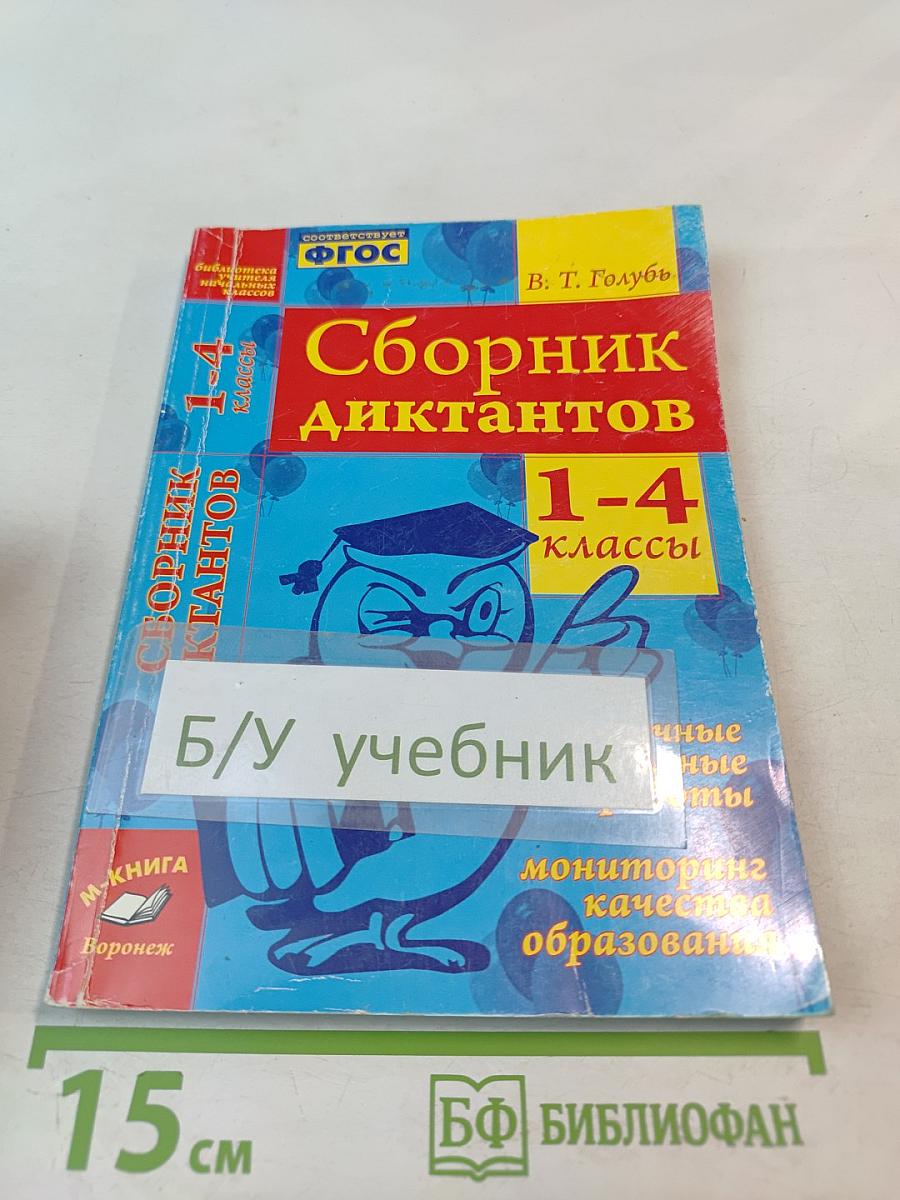 соответствует
ФГОС
библиотека
учителя
начальных
классов
В. Т. Голубь
Сборник
диктантов
1-4
классы
1-4
классы
СБОРНИК
КТАНТОВ
Б/У учебник
мониторинг
качества
образования
М-КНИГА
Воронеж
15 см
БФ БИБЛИОФАН